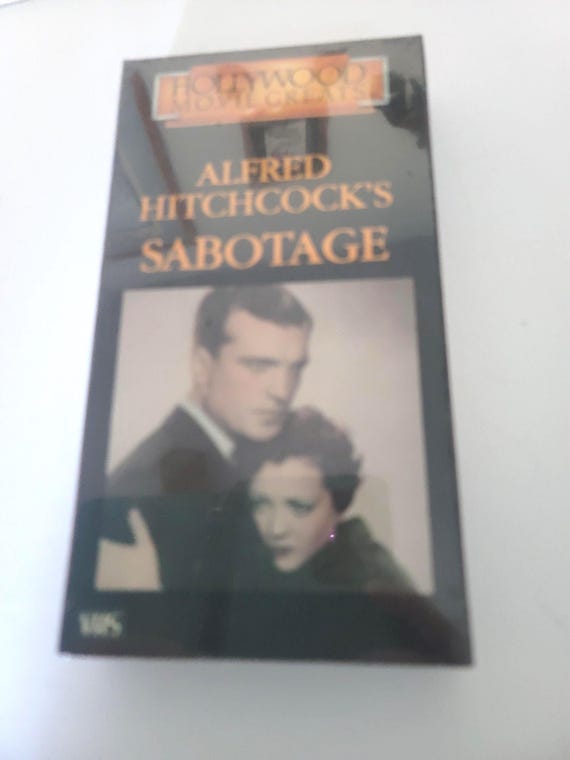 HOLLYWOOD
MOVIE GREATS
ALFRED
HITCHCOCK'S
SABOTAGE
VHS